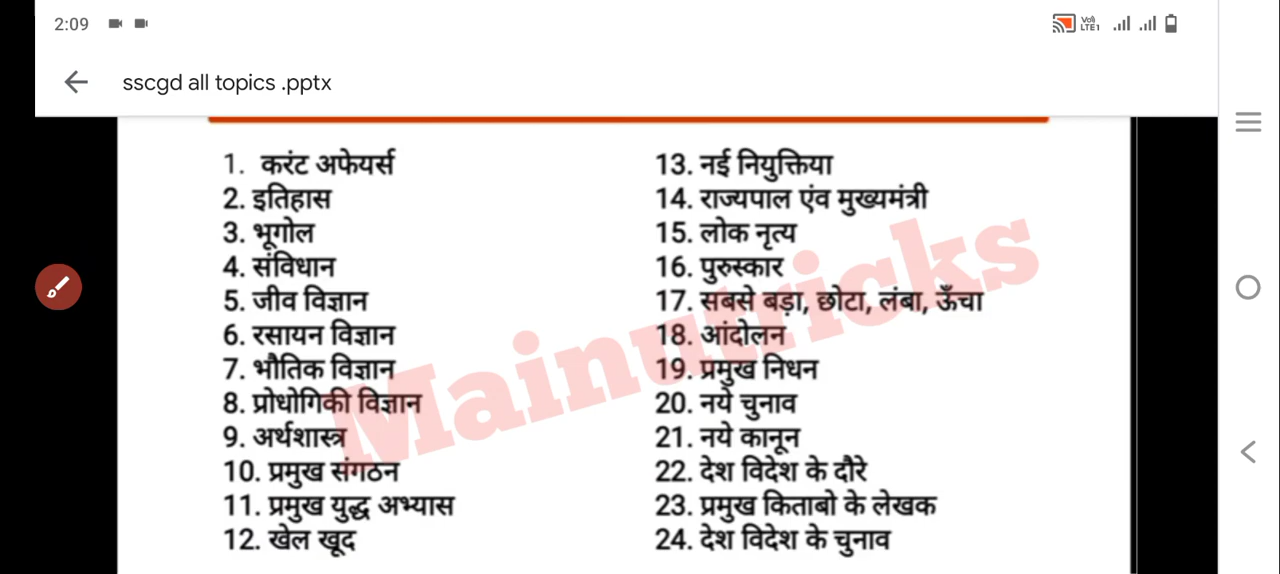 2:09
Vo)) LTE1
sscgd all topics .pptx
1. करंट अफेयर्स
2. इतिहास
3. भूगोल
4. संविधान
5. जीव विज्ञान
6. रसायन विज्ञान
7. भौतिक विज्ञान
8. प्रोधोगिकी विज्ञान
9. अर्थशास्त्र
10. प्रमुख संगठन
11. प्रमुख युद्ध अभ्यास
12. खेल खूद
13. नई नियुक्तिया
14. राज्यपाल एंव मुख्यमंत्री
15. लोक नृत्य
16. पुरुस्कार
17. सबसे बड़ा, छोटा, लंबा, ऊँचा
18. आंदोलन
19. प्रमुख निधन
20. नये चुनाव
21. नये कानून
22. देश विदेश के दौरे
23. प्रमुख किताबो के लेखक
24. देश विदेश के चुनाव
Mainutricks